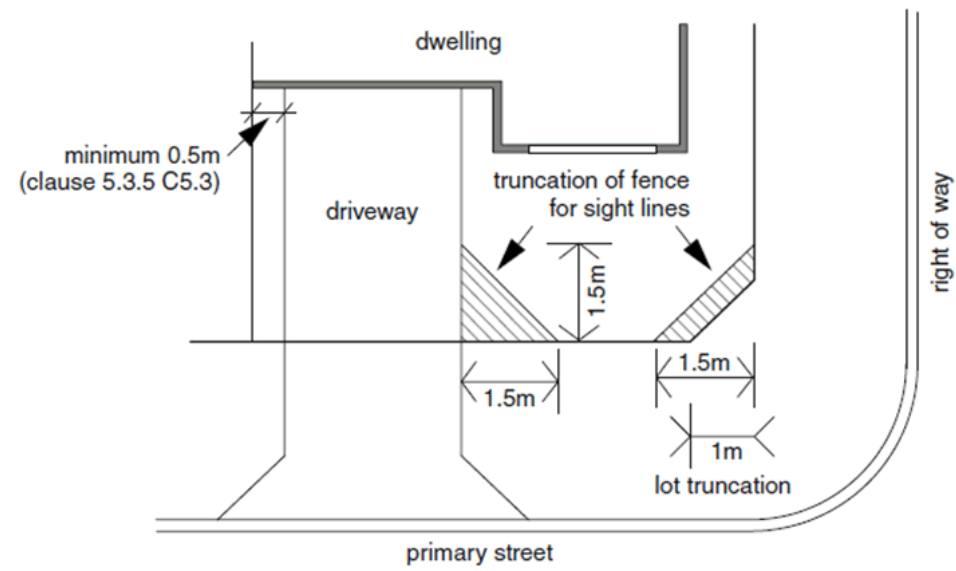 dwelling
minimum 0.5m
(clause 5.3.5 C5.3)
driveway
truncation of fence
for sight lines
right of way
1.5m
1.5m
1.5m
1m
lot truncation
primary street